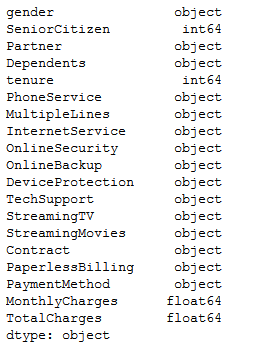 gender object
SeniorCitizen int64
Partner object
Dependents object
tenure int64
PhoneService object
MultipleLines object
InternetService object
OnlineSecurity object
OnlineBackup object
DeviceProtection object
TechSupport object
StreamingTV object
StreamingMovies object
Contract object
PaperlessBilling object
PaymentMethod object
MonthlyCharges float64
TotalCharges float64
dtype: object